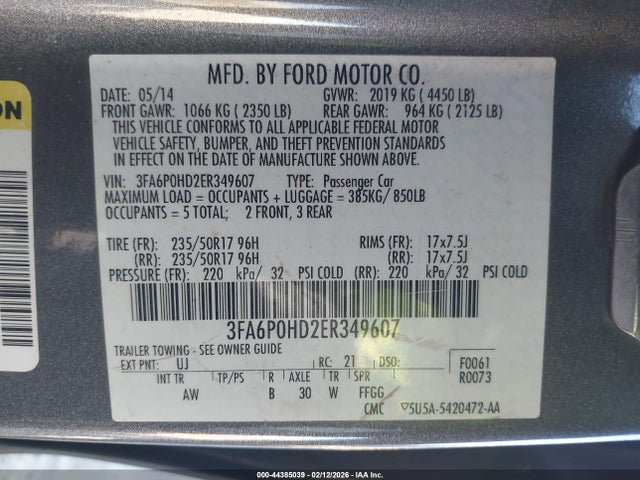 ON
MFD. BY FORD MOTOR CO.
DATE: 05/14 GVWR: 2019 KG ( 4450 LB)
FRONT GAWR: 1066 KG ( 2350 LB) REAR GAWR: 964 KG ( 2125 LB)
THIS VEHICLE CONFORMS TO ALL APPLICABLE FEDERAL MOTOR
VEHICLE SAFETY, BUMPER, AND THEFT PREVENTION STANDARDS
IN EFFECT ON THE DATE OF MANUFACTURE SHOWN ABOVE.
VIN: 3FA6P0HD2ER349607 TYPE: Passenger Car
MAXIMUM LOAD = OCCUPANTS + LUGGAGE = 385KG/ 850LB
OCCUPANTS = 5 TOTAL; 2 FRONT, 3 REAR
TIRE (FR): 235/50R17 96H RIMS (FR): 17x7.5J
(RR): 235/50R17 96H (RR): 17x7.5J
PRESSURE (FR): 220 kPa/ 32 PSI COLD (RR): 220 kPa/ 32 PSI COLD
3FA6P0HD2ER349607
TRAILER TOWING - SEE OWNER GUIDE
EXT PNT: UJ RC: 21 DSO: F0061
R0073
INT TR TP/PS R AXLE TR SPR
AW B 30 W FFGG
CMC ▽5U5A-5420472-AA
000-44385039 - 02/12/2026 - IAA Inc.